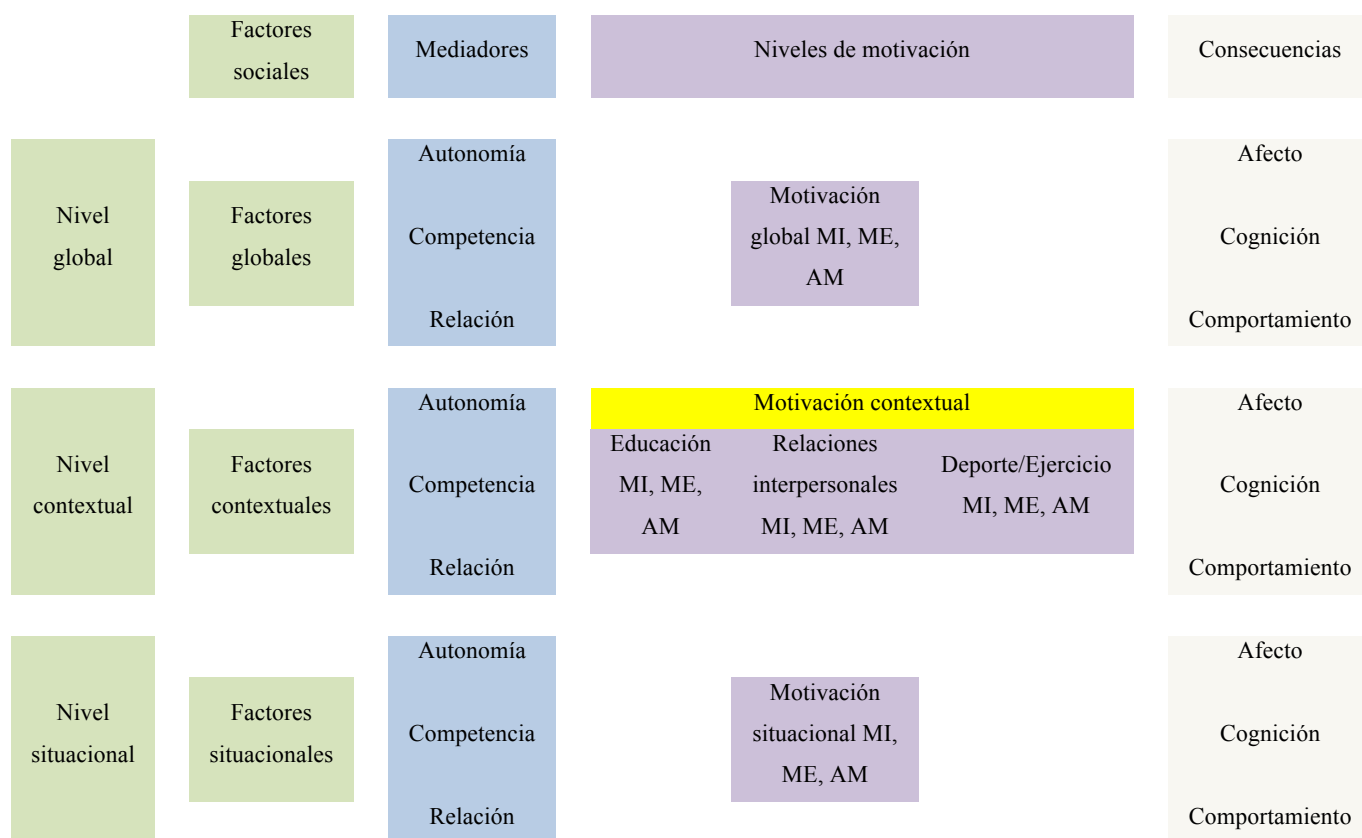 Factores
sociales
Mediadores
Niveles de motivación
Consecuencias
Nivel
global
Factores
globales
Autonomía
Competencia
Relación
Motivación
global MI, ME,
AM
Afecto
Cognición
Comportamiento
Nivel
contextual
Factores
contextuales
Autonomía
Competencia
Relación
Motivación contextual
Educación
MI, ME,
AM
Relaciones
interpersonales
MI, ME, AM
Deporte/Ejercicio
MI, ME, AM
Afecto
Cognición
Comportamiento
Nivel
situacional
Factores
situacionales
Autonomía
Competencia
Relación
Motivación
situacional MI,
ME, AM
Afecto
Cognición
Comportamiento